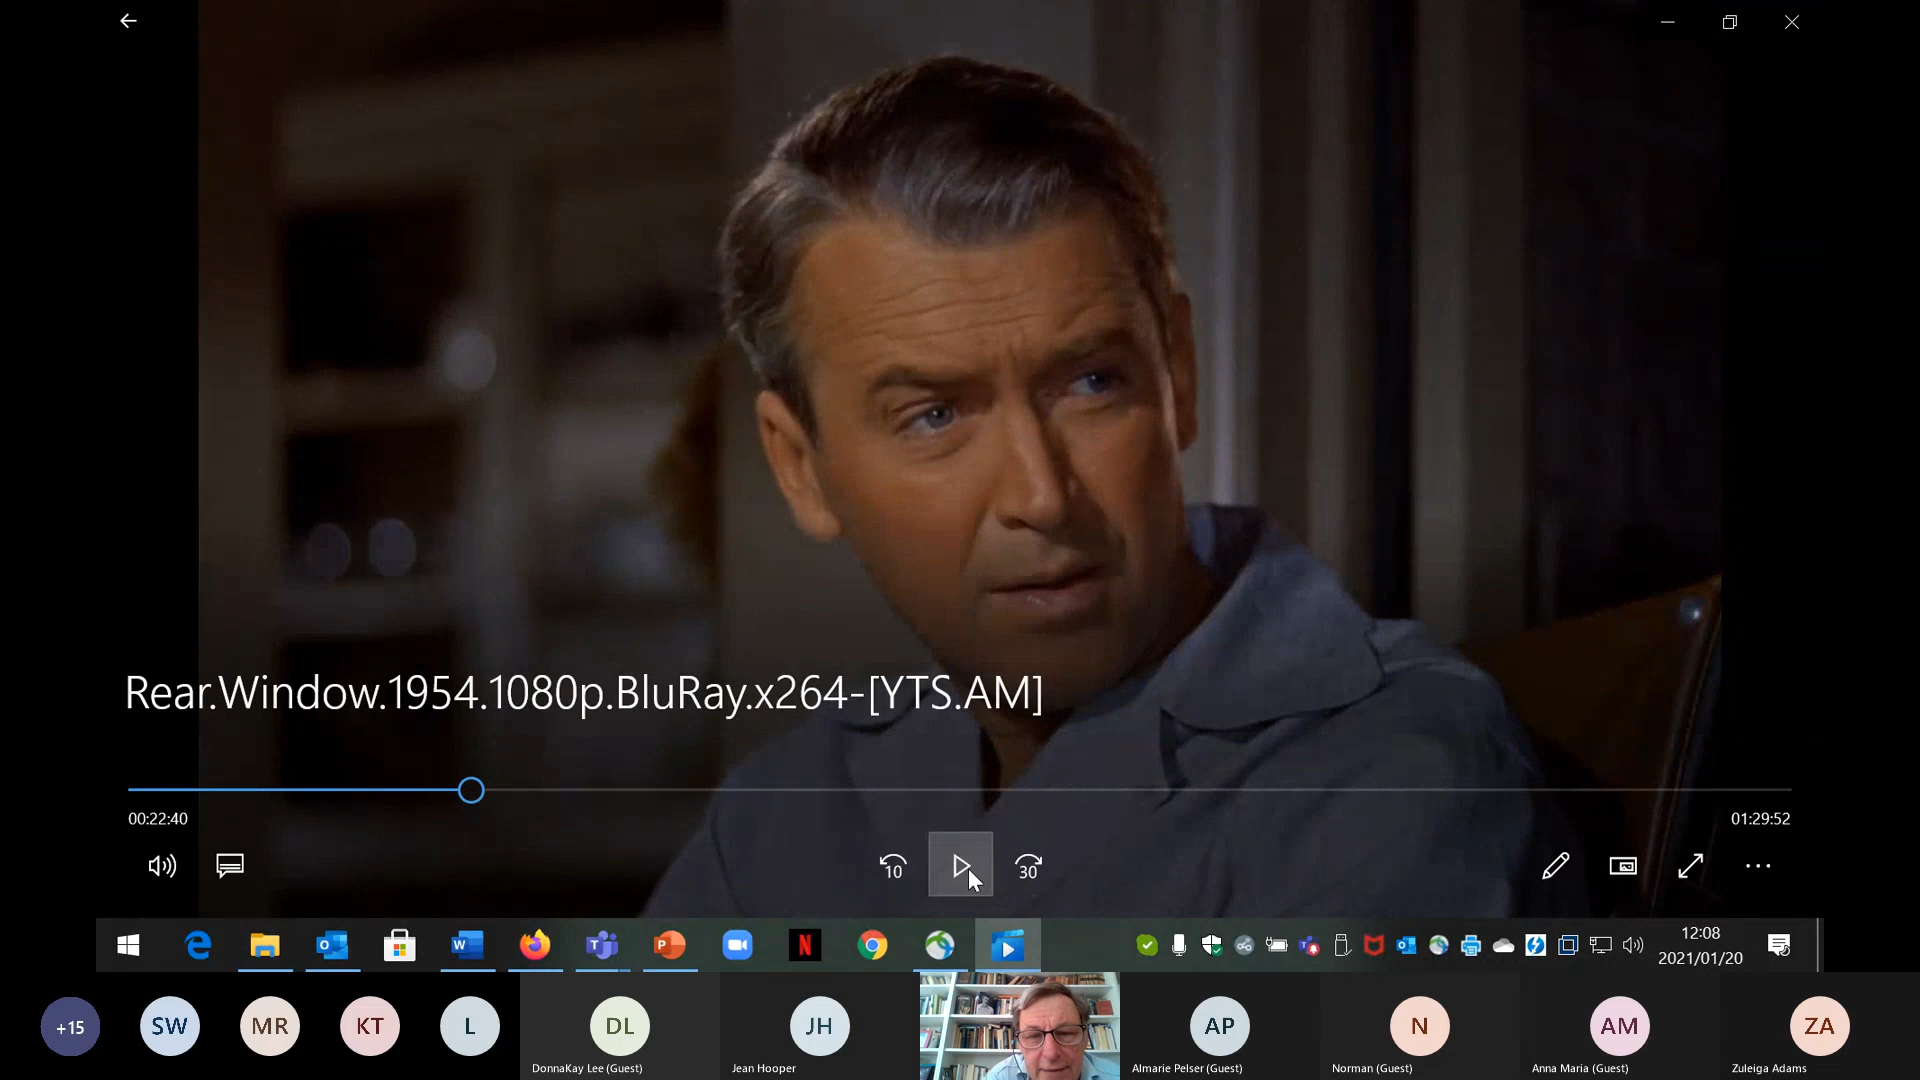 Rear.Window.1954.1080p.BluRay.x264-[YTS.AM]
00:22:40
01:29:52
10
30
12:08
2021/01/20
+15
SW
MR
KT
L
DL
JH
AP
N
AM
ZA
DonnaKay Lee (Guest)
Jean Hooper
Almarie Pelser (Guest)
Norman (Guest)
Anna Maria (Guest)
Zuleiga Adams